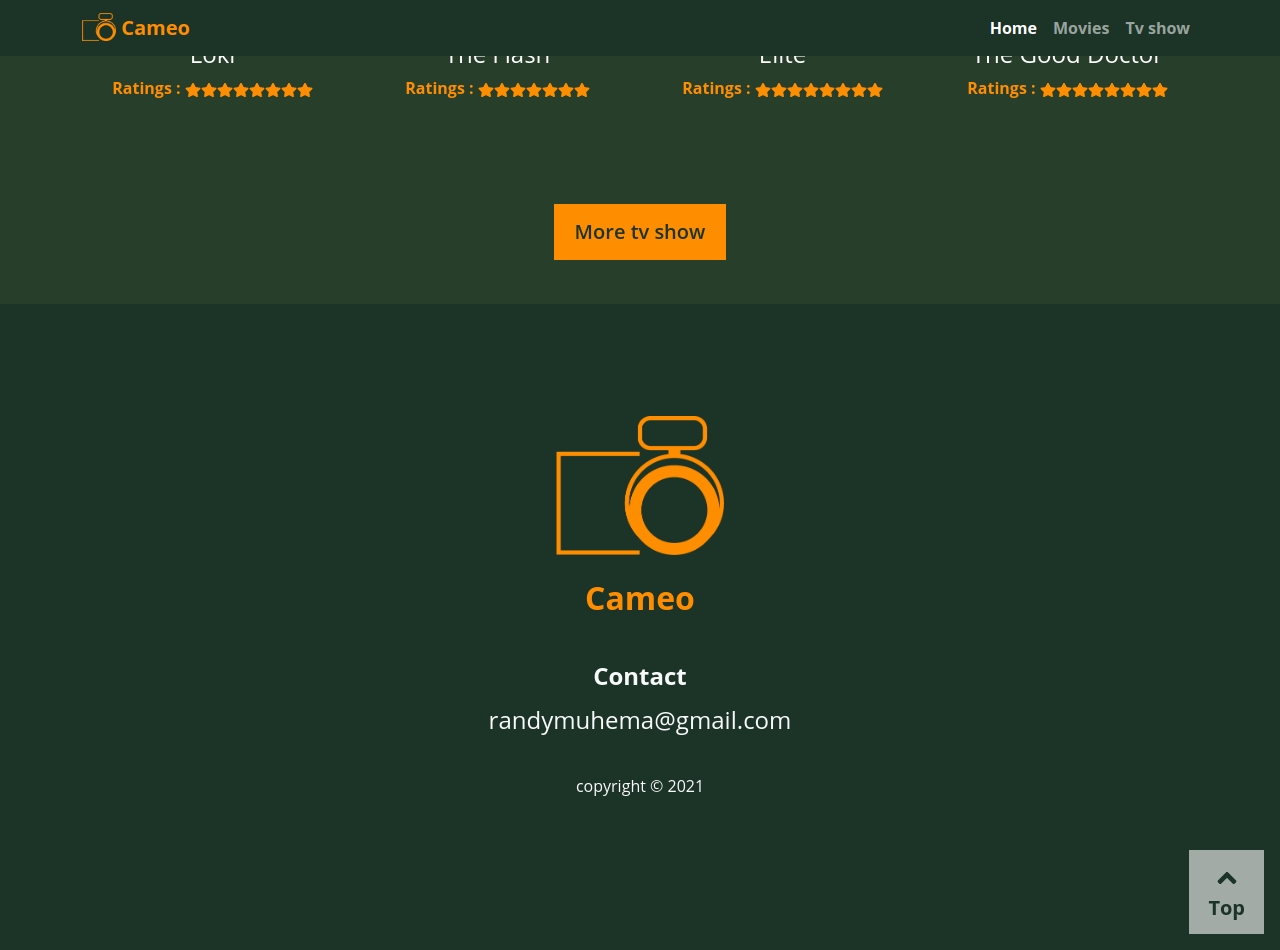 Cameo
Home Movies Tv show
Loki The Flash Elite The Good Doctor
Ratings : Ratings : Ratings : Ratings :
More tv show
Cameo
Contact
randymuhema@gmail.com
copyright © 2021
Top